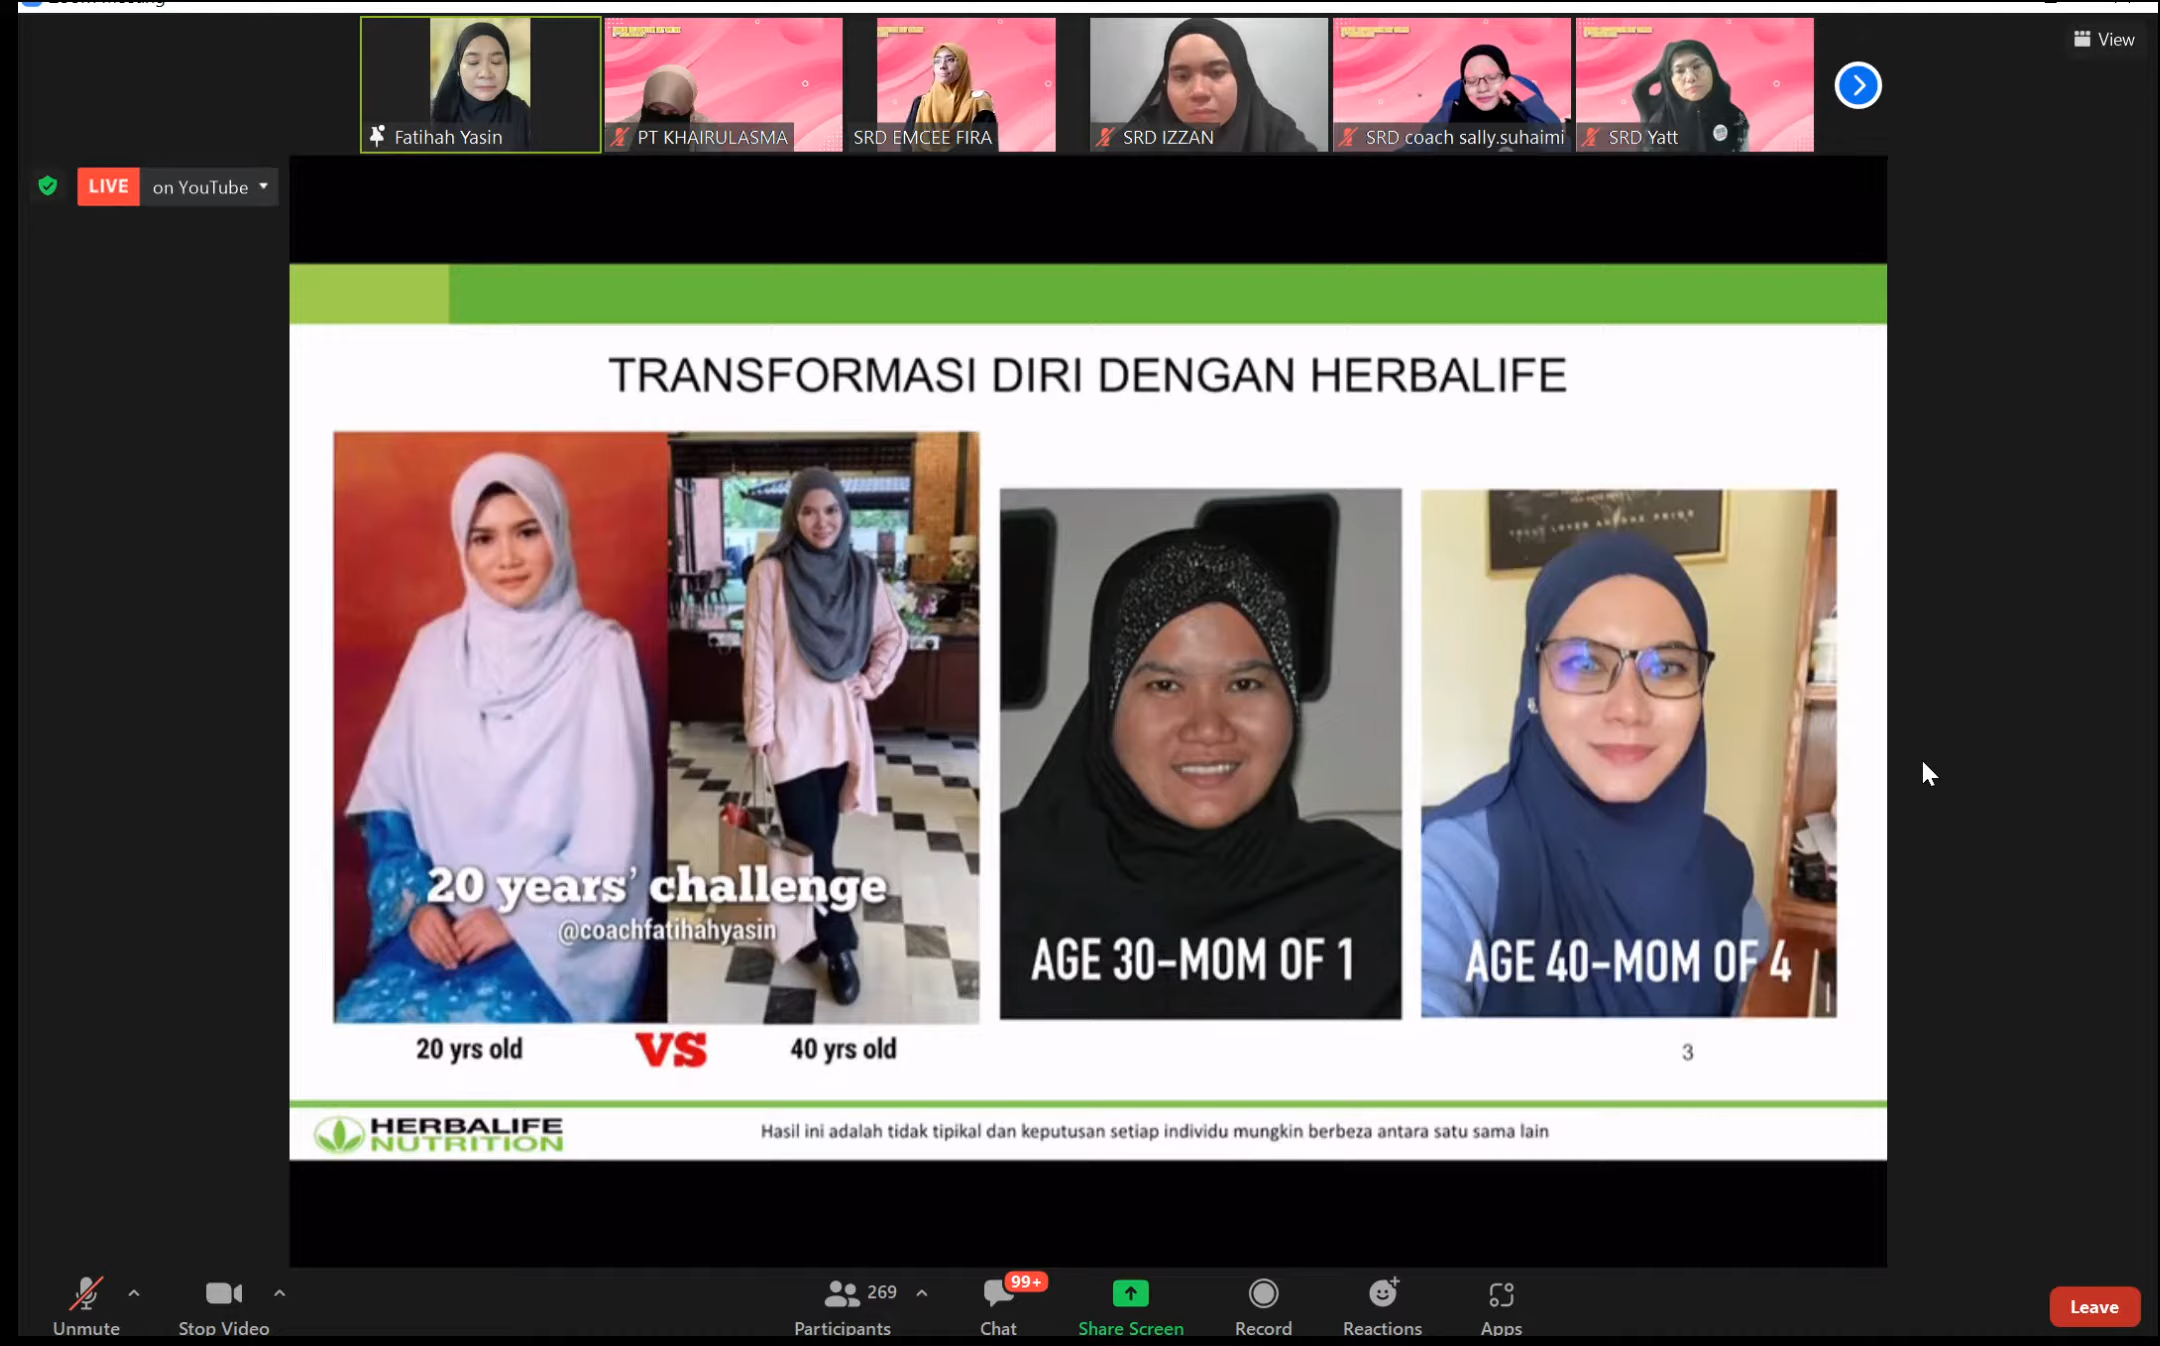 View
Fatihah Yasin
PT KHAIRULASMA
SRD EMCEE FIRA
SRD IZZAN
SRD coach sally.suhaimi
SRD Yatt
LIVE on YouTube
TRANSFORMASI DIRI DENGAN HERBALIFE
20 years' challenge
@coachfatihahyasin
20 yrs old
VS
40 yrs old
AGE 30-MOM OF 1
AGE 40-MOM OF 4
3
HERBALIFE
NUTRITION
Hasil ini adalah tidak tipikal dan keputusan setiap individu mungkin berbeza antara satu sama lain
Unmute
Stop Video
269
Participants
99+
Chat
Share Screen
Record
Reactions
Apps
Leave